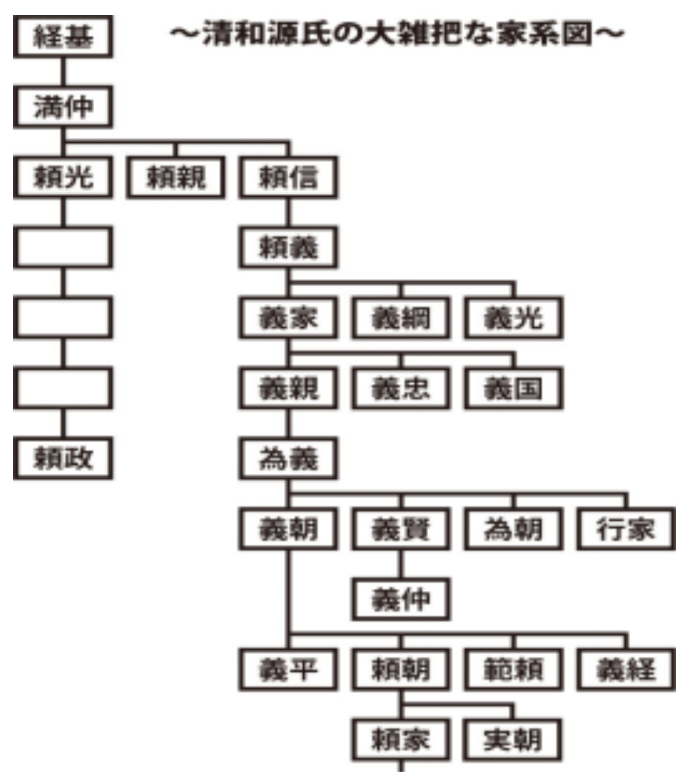 ～清和源氏の大雑把な家系図～
経基
満仲
頼光 頼親 頼信
頼義
義家 義綱 義光
義親 義忠 義国
頼政 為義
義朝 義賢 為朝 行家
義仲
義平 頼朝 範頼 義経
頼家 実朝